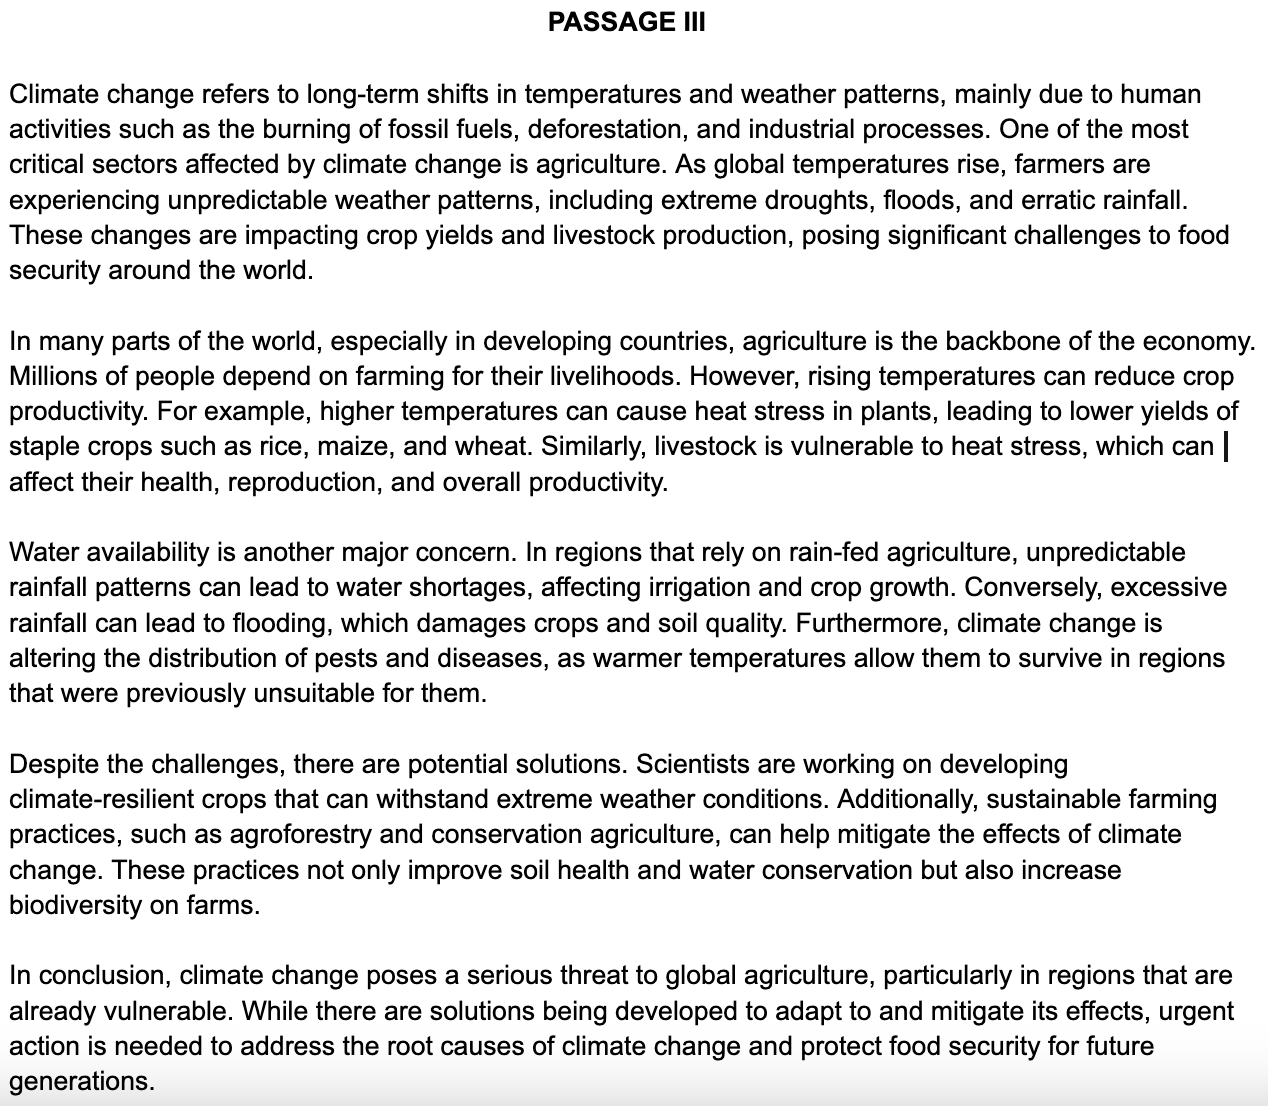 PASSAGE III
Climate change refers to long-term shifts in temperatures and weather patterns, mainly due to human
activities such as the burning of fossil fuels, deforestation, and industrial processes. One of the most
critical sectors affected by climate change is agriculture. As global temperatures rise, farmers are
experiencing unpredictable weather patterns, including extreme droughts, floods, and erratic rainfall.
These changes are impacting crop yields and livestock production, posing significant challenges to food
security around the world.
In many parts of the world, especially in developing countries, agriculture is the backbone of the economy.
Millions of people depend on farming for their livelihoods. However, rising temperatures can reduce crop
productivity. For example, higher temperatures can cause heat stress in plants, leading to lower yields of
staple crops such as rice, maize, and wheat. Similarly, livestock is vulnerable to heat stress, which can
affect their health, reproduction, and overall productivity.
Water availability is another major concern. In regions that rely on rain-fed agriculture, unpredictable
rainfall patterns can lead to water shortages, affecting irrigation and crop growth. Conversely, excessive
rainfall can lead to flooding, which damages crops and soil quality. Furthermore, climate change is
altering the distribution of pests and diseases, as warmer temperatures allow them to survive in regions
that were previously unsuitable for them.
Despite the challenges, there are potential solutions. Scientists are working on developing
climate-resilient crops that can withstand extreme weather conditions. Additionally, sustainable farming
practices, such as agroforestry and conservation agriculture, can help mitigate the effects of climate
change. These practices not only improve soil health and water conservation but also increase
biodiversity on farms.
In conclusion, climate change poses a serious threat to global agriculture, particularly in regions that are
already vulnerable. While there are solutions being developed to adapt to and mitigate its effects, urgent
action is needed to address the root causes of climate change and protect food security for future
generations.